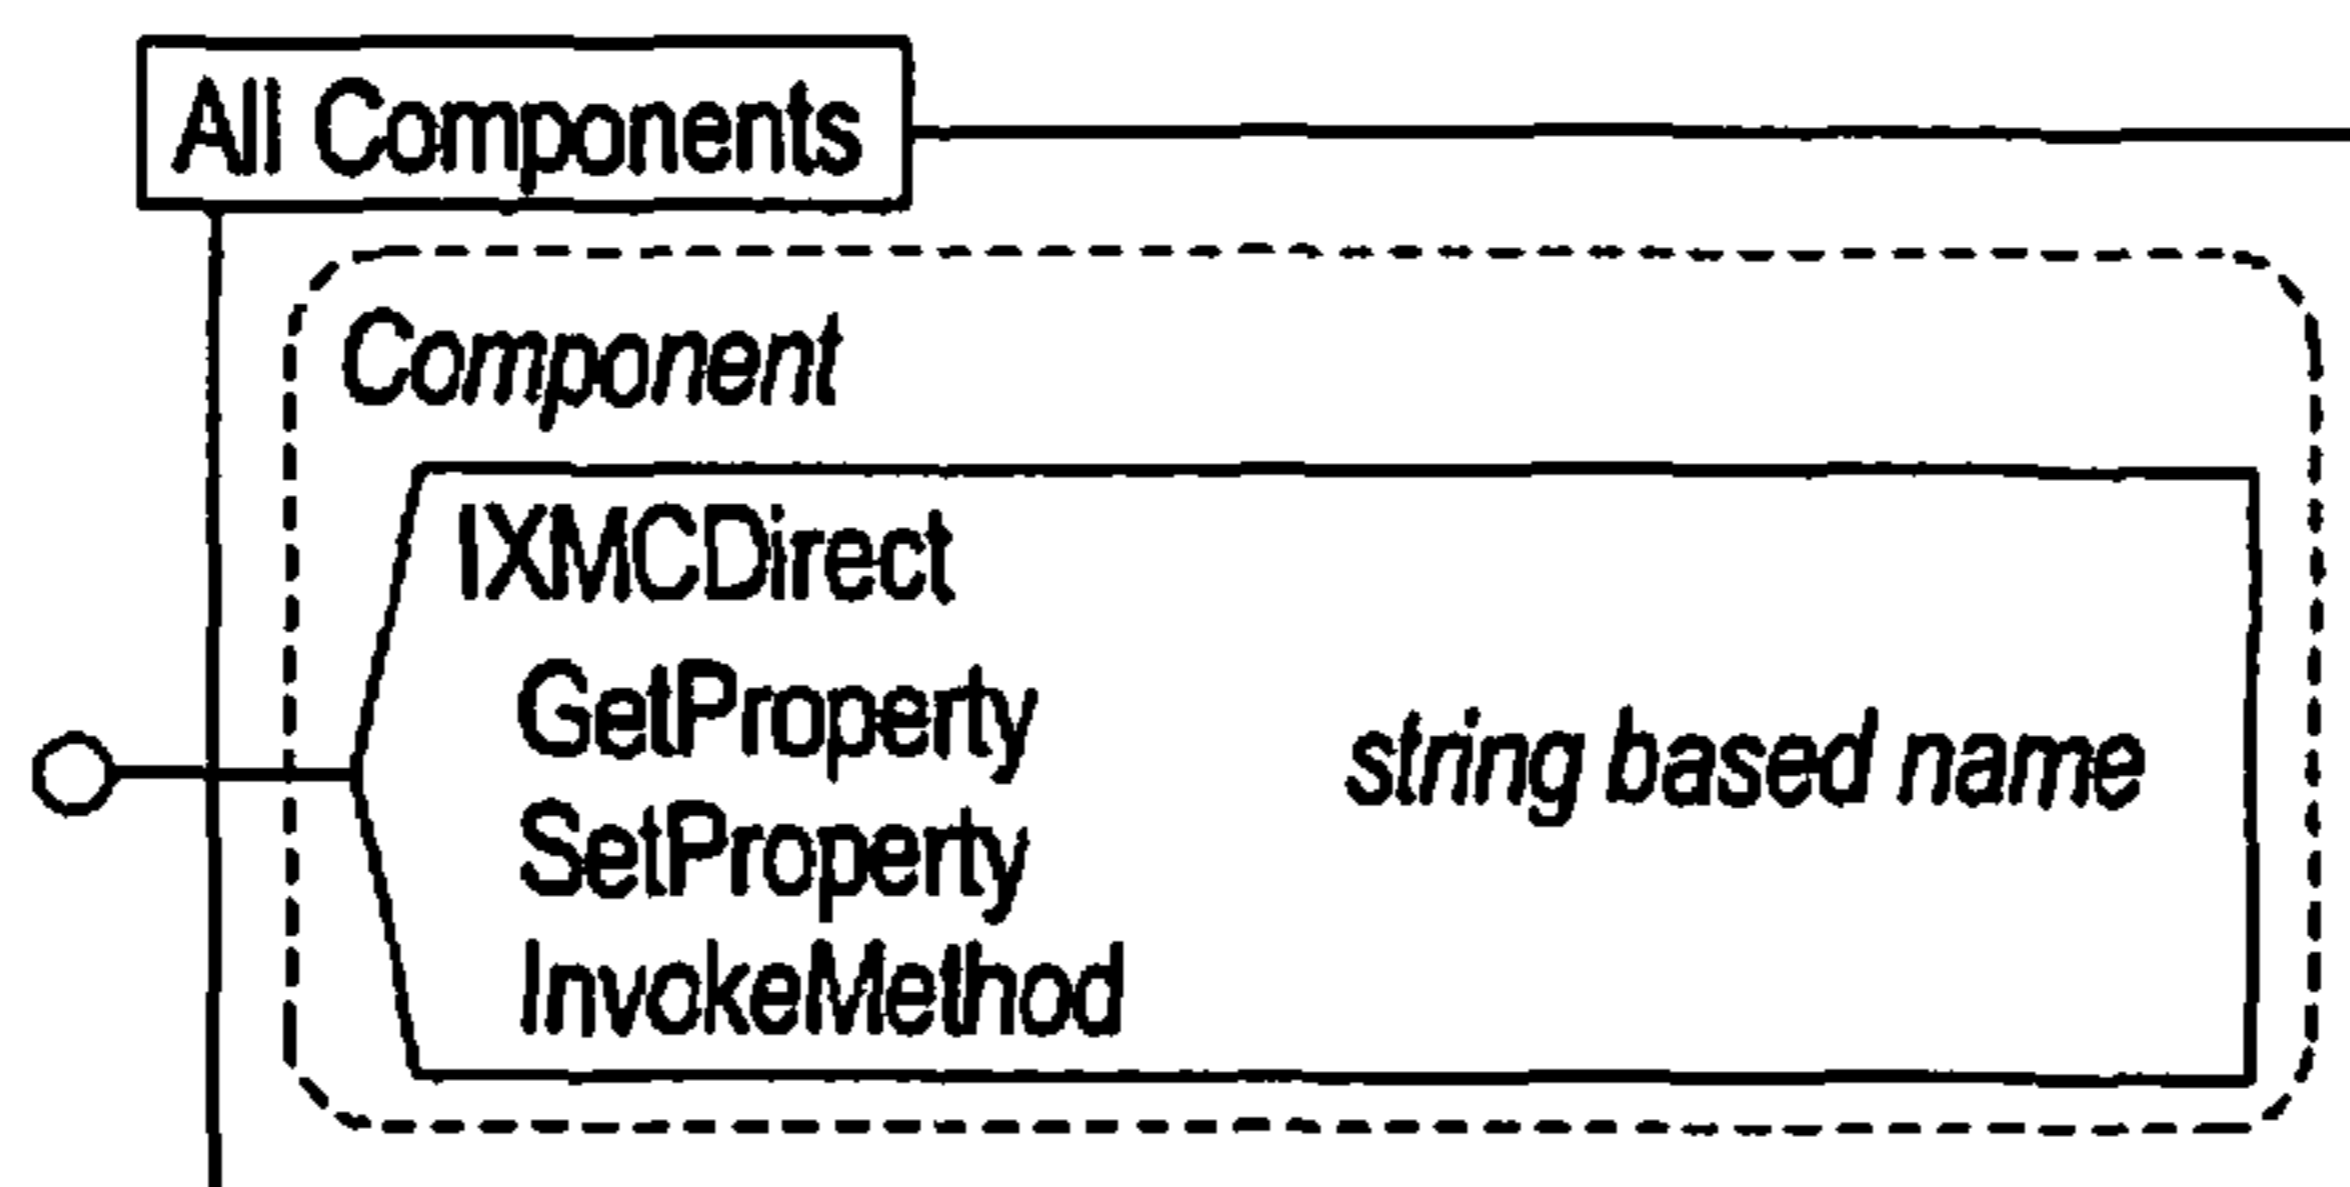 All Components
Component
IXMCDirect
GetProperty
string based name
SetProperty
InvokeMethod